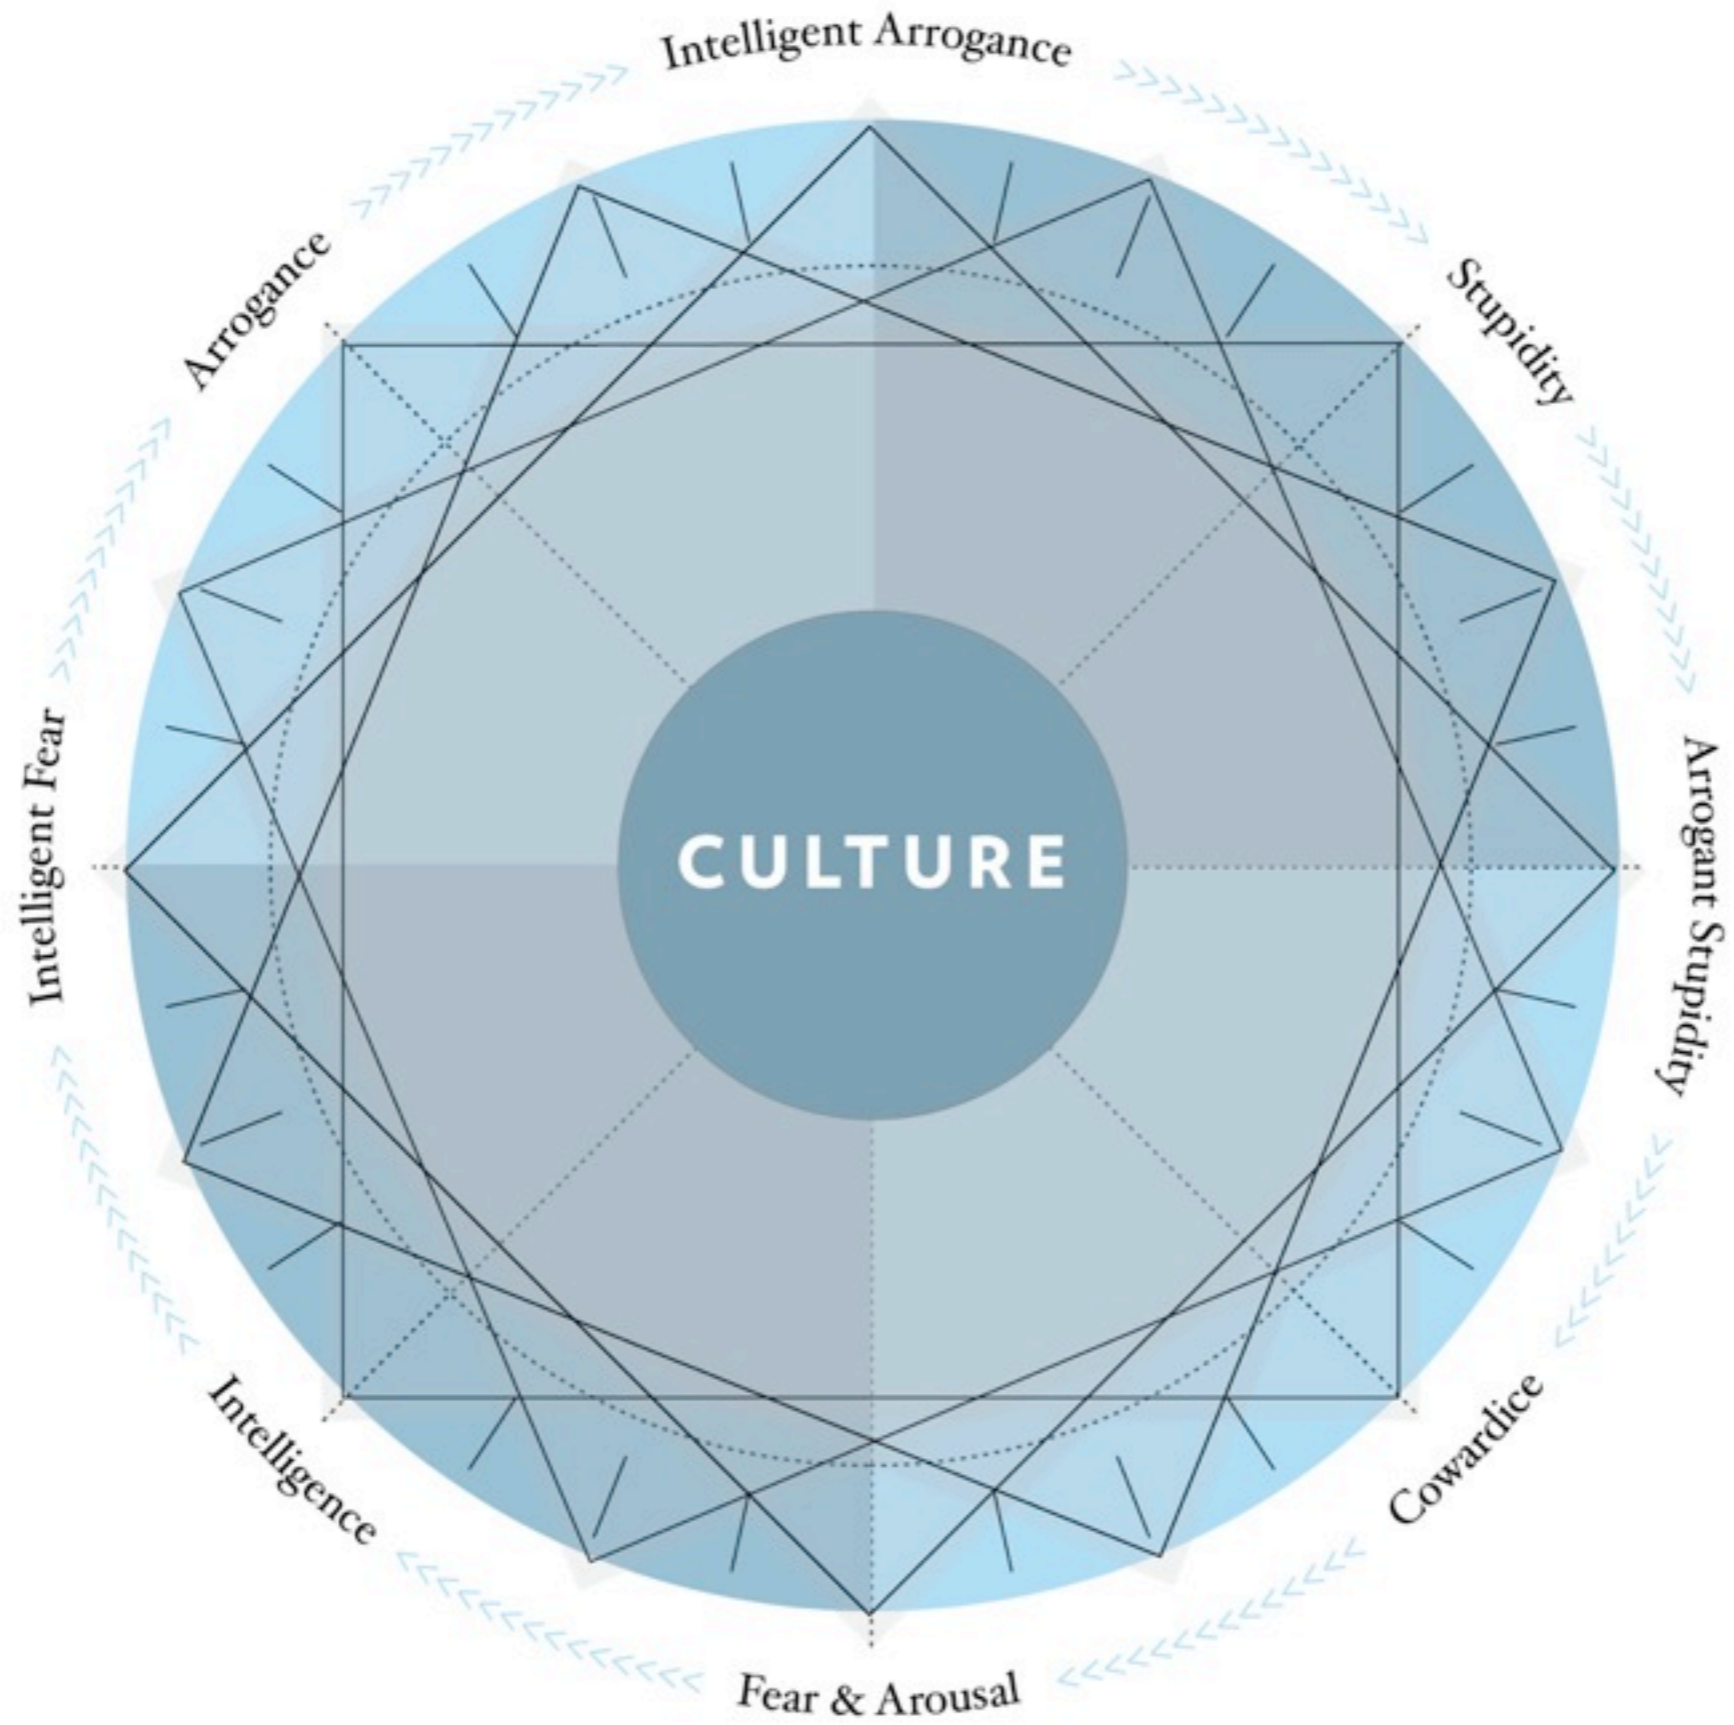 Intelligent Arrogance
Stupidity
Arrogant Stupidity
Cowardice
Fear & Arousal
Intelligence
Intelligent Fear
Arrogance
CULTURE